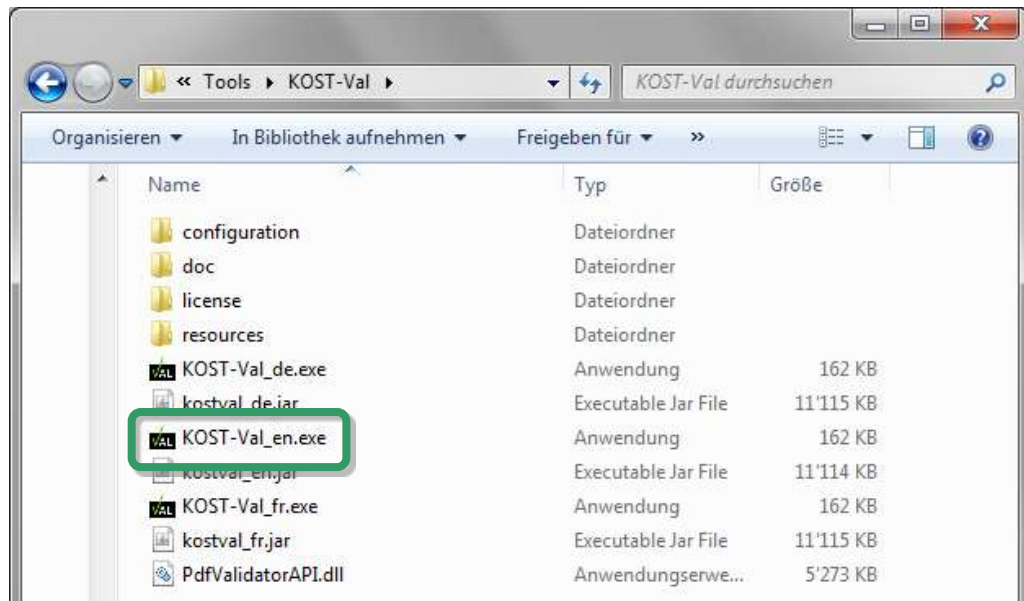 « Tools ▸ KOST-Val ▸ KOST-Val durchsuchen
Organisieren In Bibliothek aufnehmen Freigeben für »
Name Typ Größe
configuration Dateiordner
doc Dateiordner
license Dateiordner
resources Dateiordner
KOST-Val_de.exe Anwendung 162 KB
kostval_de.jar Executable Jar File 11'115 KB
KOST-Val_en.exe Anwendung 162 KB
kostval_en.jar Executable Jar File 11'114 KB
KOST-Val_fr.exe Anwendung 162 KB
kostval_fr.jar Executable Jar File 11'115 KB
PdfValidatorAPI.dll Anwendungserwe... 5'273 KB